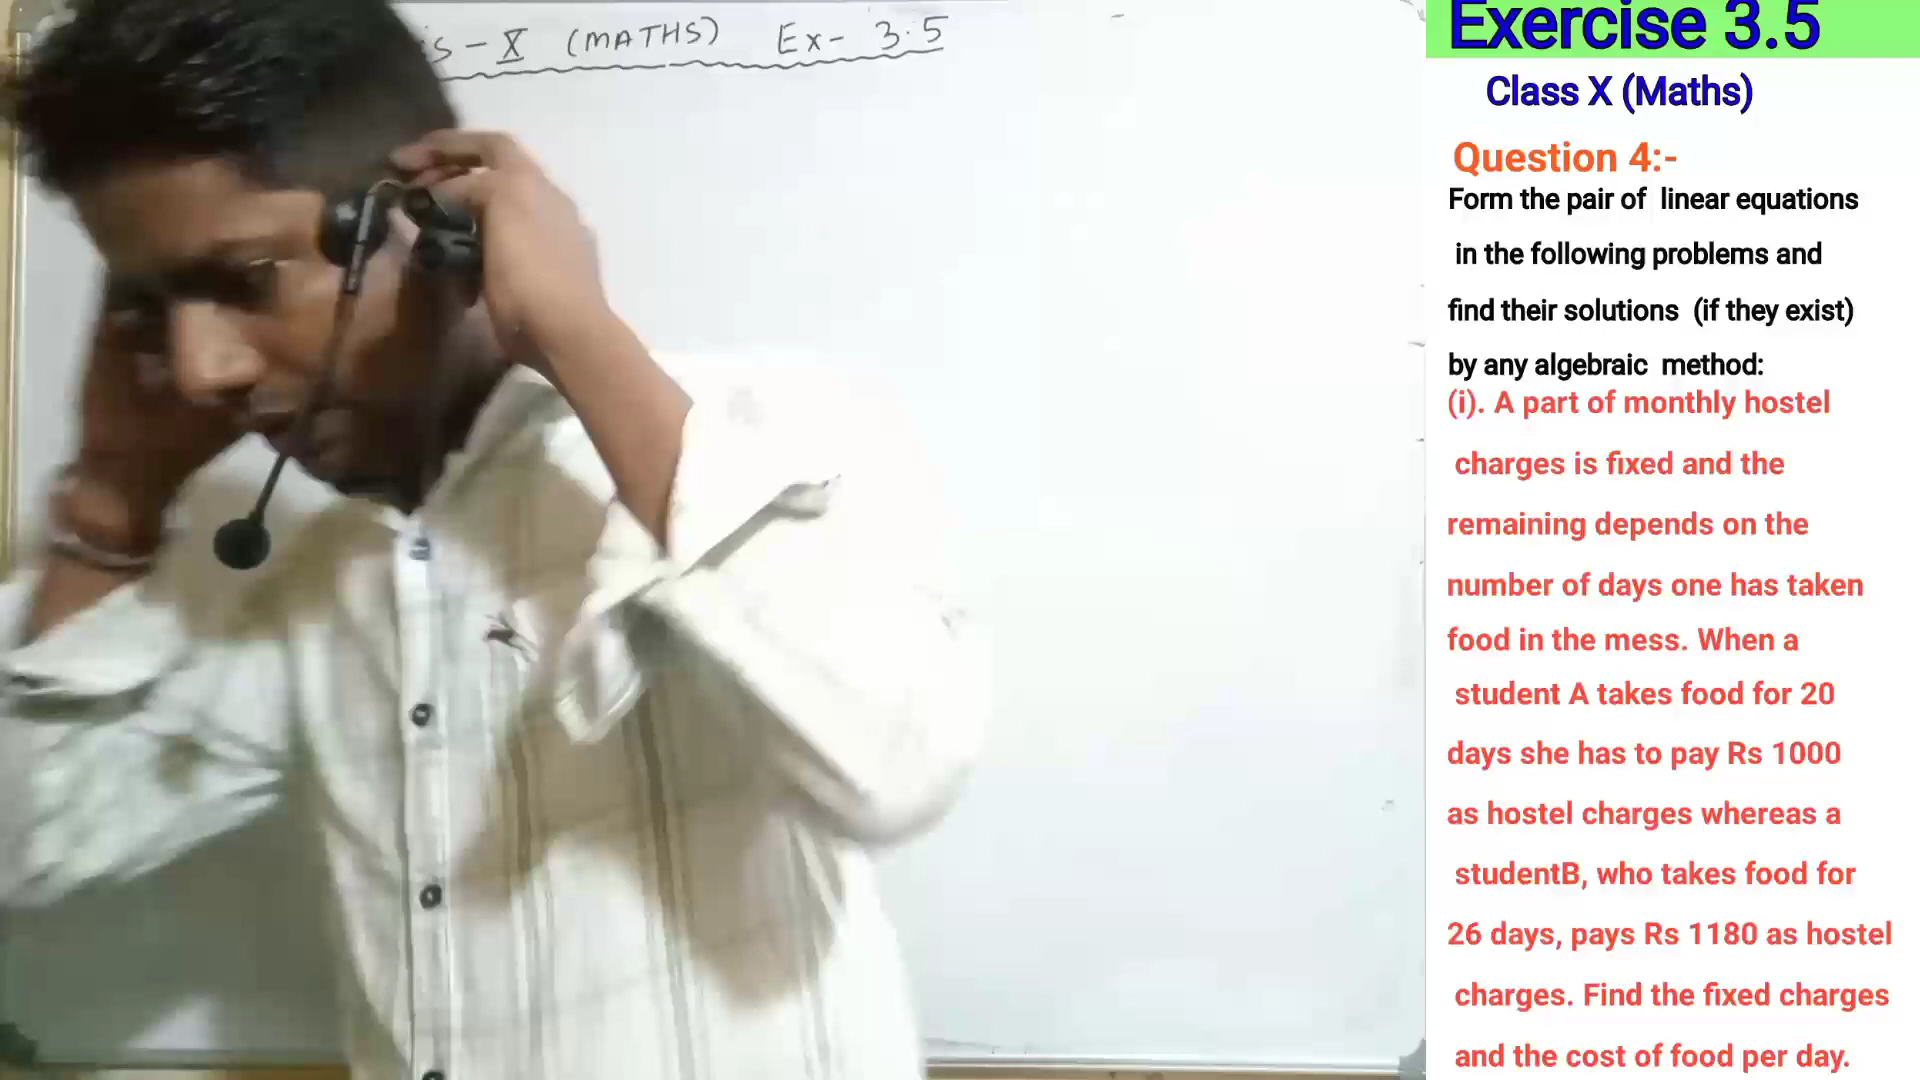 s - X (MATHS) Ex- 3.5
Exercise 3.5
Class X (Maths)
Question 4:-
Form the pair of linear equations
in the following problems and
find their solutions (if they exist)
by any algebraic method:
(i). A part of monthly hostel
charges is fixed and the
remaining depends on the
number of days one has taken
food in the mess. When a
student A takes food for 20
days she has to pay Rs 1000
as hostel charges whereas a
studentB, who takes food for
26 days, pays Rs 1180 as hostel
charges. Find the fixed charges
and the cost of food per day.